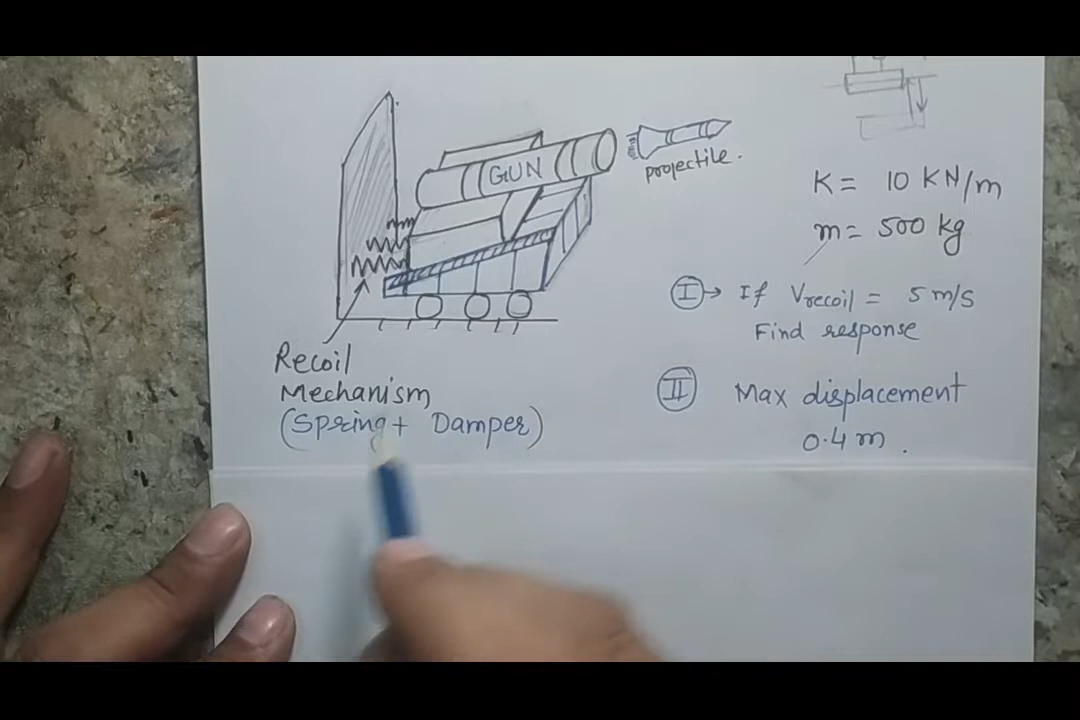 GUN
projectile.
K = 10 KN/m
m = 500 kg
I → If Vrecoil = 5 m/s
Find response
Recoil
Mechanism
(Spring + Damper)
II Max displacement
0.4 m.